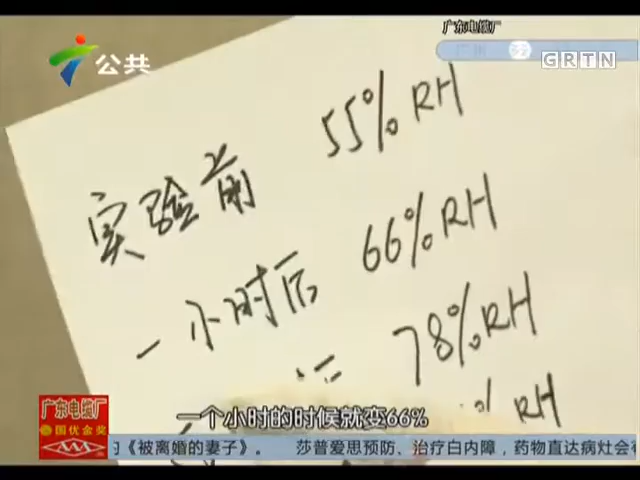 广东电缆厂
公共
GRTN
实验前 55%RH
一小时后 66%RH
78%RH
%RH
一个小时的时候就变66%
广东电缆厂
国优金奖
的《被离婚的妻子》。 莎普爱思预防、治疗白内障，药物直达病灶会有